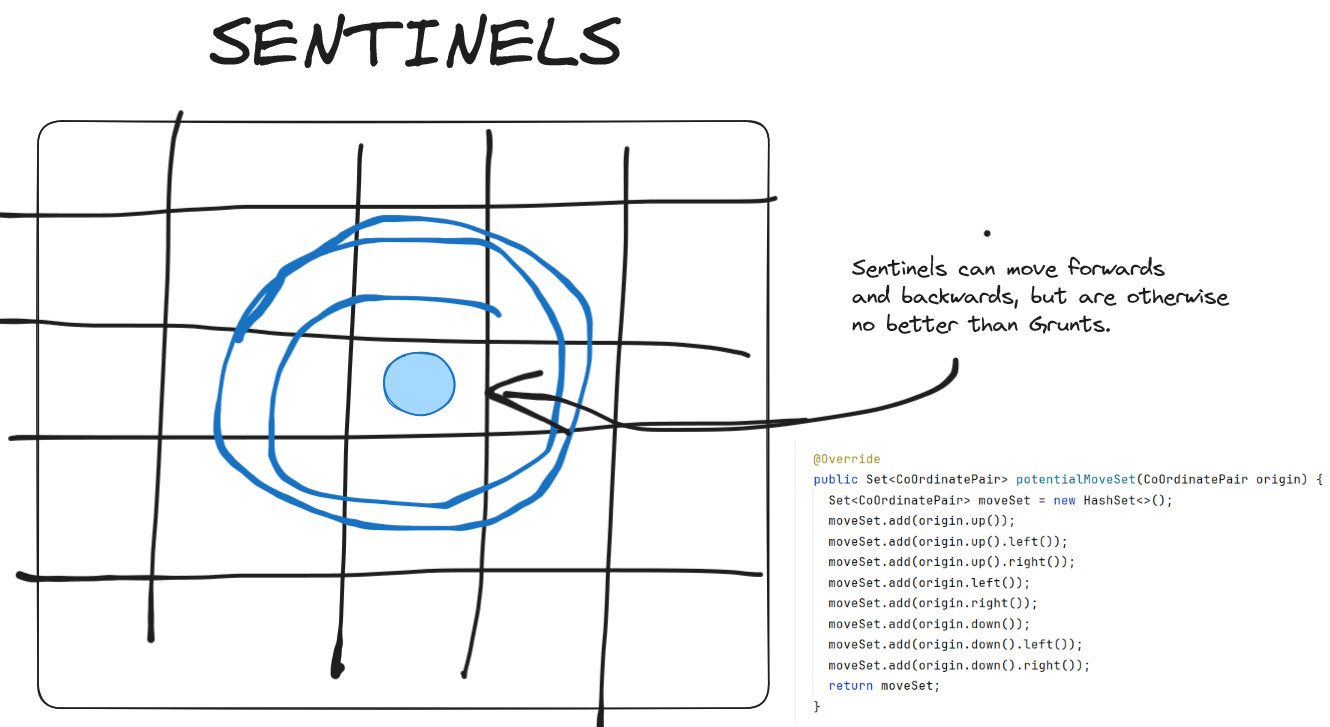 SENTINELS
Sentinels can move forwards
and backwards, but are otherwise
no better than Grunts.
@Override
public Set<CoOrdinatePair> potentialMoveSet(CoOrdinatePair origin) {
  Set<CoOrdinatePair> moveSet = new HashSet<>();
  moveSet.add(origin.up());
  moveSet.add(origin.up().left());
  moveSet.add(origin.up().right());
  moveSet.add(origin.left());
  moveSet.add(origin.right());
  moveSet.add(origin.down());
  moveSet.add(origin.down().left());
  moveSet.add(origin.down().right());
  return moveSet;
}